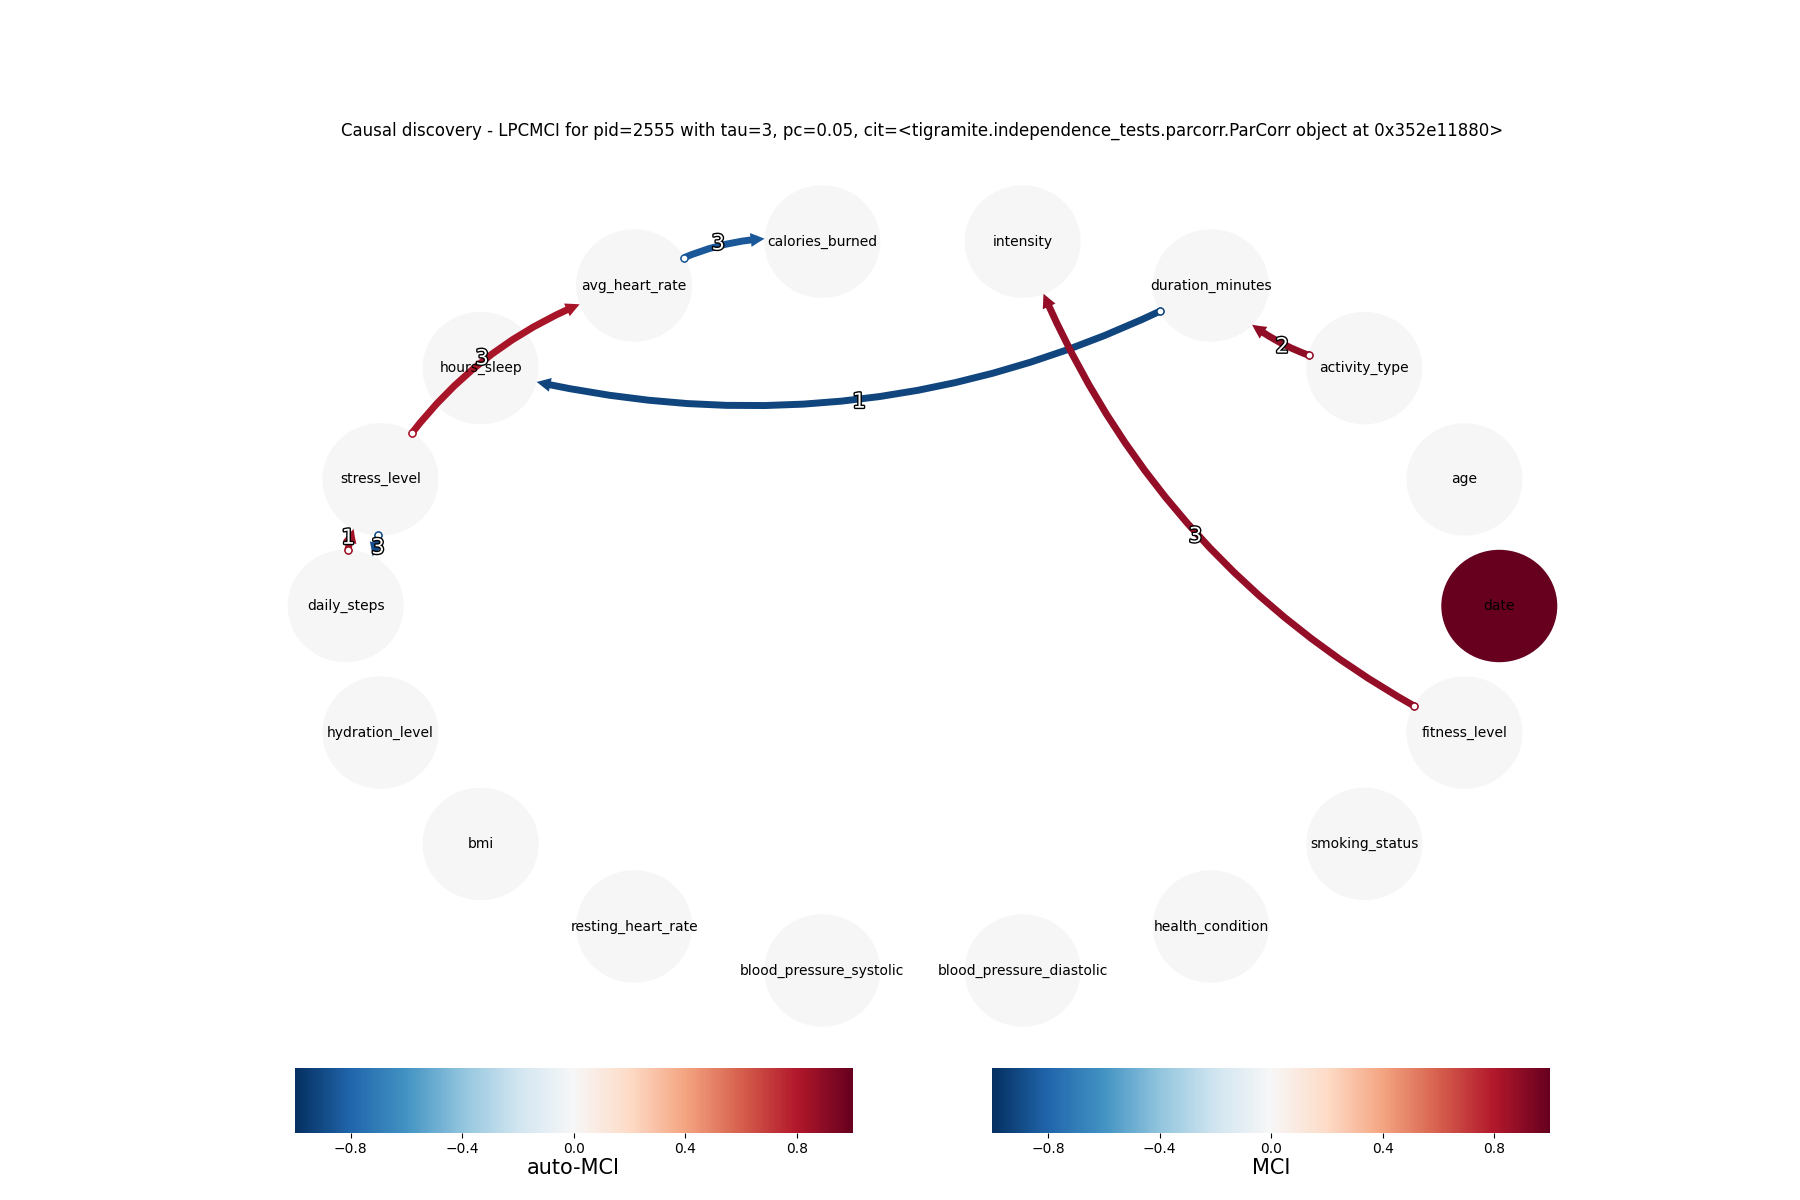 Causal discovery - LPCMCI for pid=2555 with tau=3, pc=0.05, cit=<tigramite.independence_tests.parcorr.ParCorr object at 0x352e11880>
calories_burned
intensity
3
avg_heart_rate
duration_minutes
2
3
hours_sleep
activity_type
1
stress_level
age
1
3
3
daily_steps
date
hydration_level
fitness_level
bmi
smoking_status
resting_heart_rate
health_condition
blood_pressure_systolic
blood_pressure_diastolic
−0.8 −0.4 0.0 0.4 0.8
auto-MCI
−0.8 −0.4 0.0 0.4 0.8
MCI